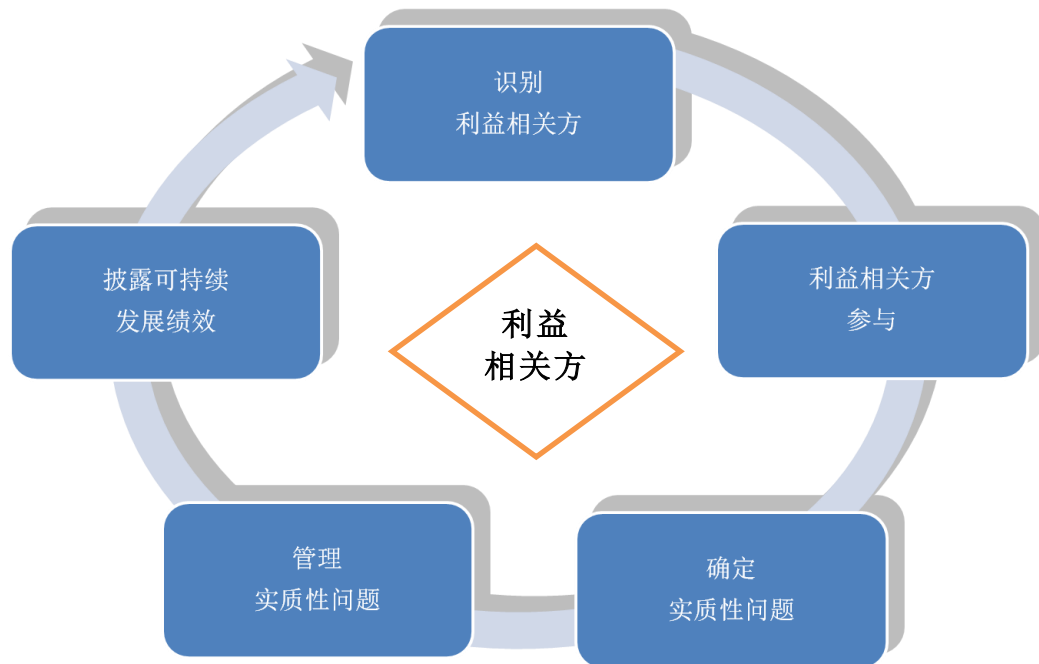 识别
利益相关方
利益相关方
参与
确定
实质性问题
管理
实质性问题
披露可持续
发展绩效
利益
相关方